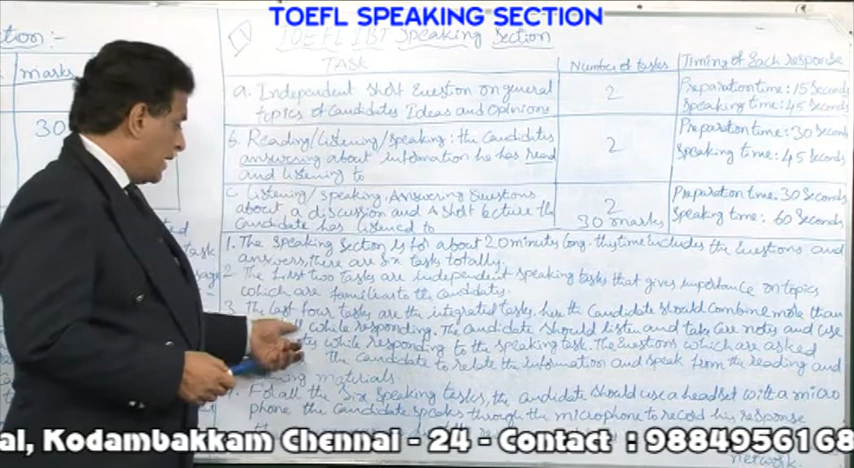 TOEFL SPEAKING SECTION
tion:-
TOEFL IBT Speaking Section
marks
30
TASK
Number of tasks
Timing of Each response
a. Independent short Question on general
topics of Candidates Ideas and Opinions
2
Preparation time: 15 Seconds
Speaking time: 45 Seconds
b. Reading/Listening/Speaking: the Candidates
answering about information he has read
and listening to
2
Preparation time: 30 Seconds
Speaking time: 45 Seconds
c. Listening/Speaking. Answering Questions
about a discussion and A short lecture the
Candidate has listened to
2
30 marks
Preparation time. 30 Seconds
Speaking time: 60 Seconds
1. The Speaking Section is for about 20 minutes long. this time includes the Questions and
answers, there are Six tasks totally.
2 The first two Tasks are independent speaking tasks that gives importance on topics
which are familiar to the candidates.
3. The last four tasks are the integrated tasks, here the Candidate should combine more than
while responding. The candidate should listen and take are notes and use
while responding to the speaking task. The Questions which are asked
The Candidate to relate the information and speak from the reading and
materials.
For all the Six Speaking tasks, the candidate should use a headset with a micro
phone the Candidate speaks through the microphone to record his response
network
al, Kodambakkam Chennai - 24 - Contact : 9884956168